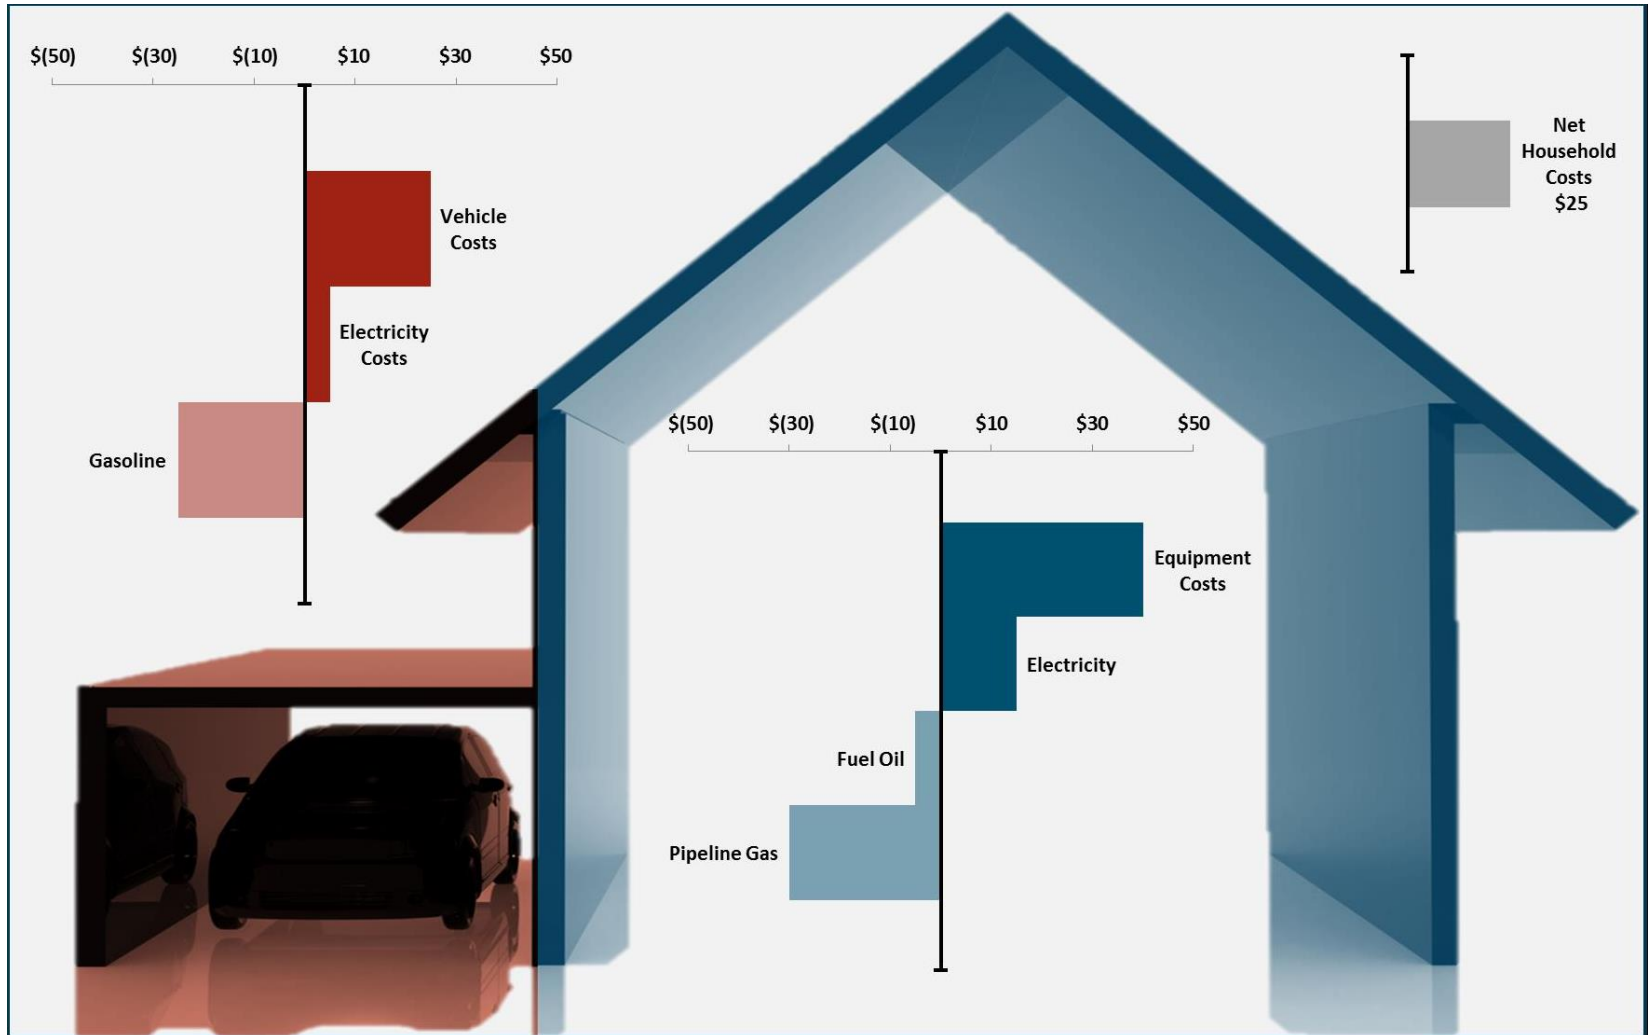 $(50) $(30) $(10) $10 $30 $50
Vehicle
Costs
Electricity
Costs
Gasoline
Net
Household
Costs
$25
$(50) $(30) $(10) $10 $30 $50
Equipment
Costs
Electricity
Fuel Oil
Pipeline Gas